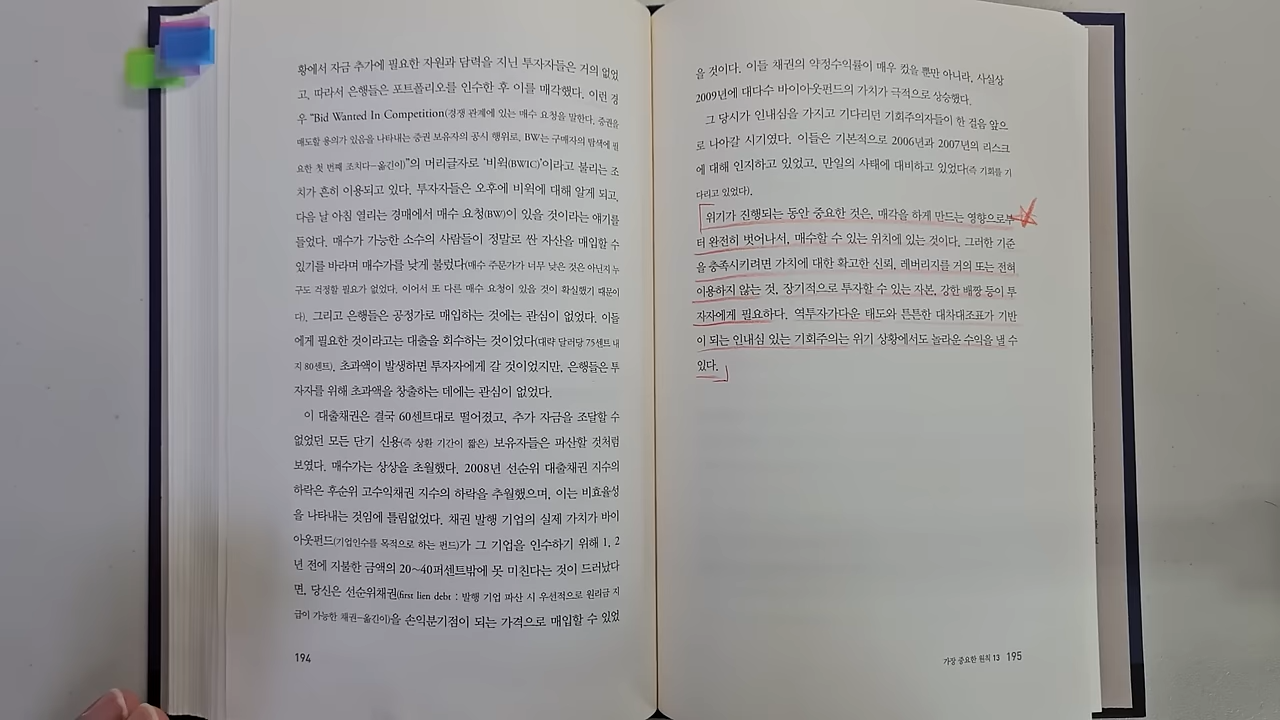 황에서 자금 추가에 필요한 자원과 담력을 지닌 투자자들은 거의 없었
고, 따라서 은행들은 포트폴리오를 인수한 후 이를 매각했다. 이런 경
우 “Bid Wanted In Competition(경쟁 관계에 있는 매수 요청을 말한다. 증권을
매도할 용의가 있음을 나타내는 증권 보유자의 공시 행위로, BW는 구매자의 탐색에 필
요한 첫 번째 조치다–옮긴이)”의 머리글자로 ‘비윅(BWIC)’이라고 불리는 조
치가 흔히 이용되고 있다. 투자자들은 오후에 비윅에 대해 알게 되고,
다음 날 아침 열리는 경매에서 매수 요청(BW)이 있을 것이라는 얘기를
들었다. 매수가 가능한 소수의 사람들이 정말로 싼 자산을 매입할 수
있기를 바라며 매수가를 낮게 불렀다(매수 주문가가 너무 낮은 것은 아닌지 누
구도 걱정할 필요가 없었다. 이어서 또 다른 매수 요청이 있을 것이 확실했기 때문이
다). 그리고 은행들은 공정가로 매입하는 것에는 관심이 없었다. 이들
에게 필요한 것이라고는 대출을 회수하는 것이었다(대략 달러당 75센트 내
지 80센트). 초과액이 발생하면 투자자에게 갈 것이었지만, 은행들은 투
자자를 위해 초과액을 창출하는 데에는 관심이 없었다.
이 대출채권은 결국 60센트대로 떨어졌고, 추가 자금을 조달할 수
없었던 모든 단기 신용(즉 상환 기간이 짧은) 보유자들은 파산할 것처럼
보였다. 매수가는 상상을 초월했다. 2008년 선순위 대출채권 지수의
하락은 후순위 고수익채권 지수의 하락을 추월했으며, 이는 비효율성
을 나타내는 것임에 틀림없었다. 채권 발행 기업의 실제 가치가 바이
아웃펀드(기업인수를 목적으로 하는 펀드)가 그 기업을 인수하기 위해 1, 2
년 전에 지불한 금액의 20~40퍼센트밖에 못 미친다는 것이 드러났다
면, 당신은 선순위채권(first lien debt : 발행 기업 파산 시 우선적으로 원리금 지
급이 가능한 채권–옮긴이)을 손익분기점이 되는 가격으로 매입할 수 있었
194
을 것이다. 이들 채권의 약정수익률이 매우 컸을 뿐만 아니라, 사실상
2009년에 대다수 바이아웃펀드의 가치가 극적으로 상승했다.
그 당시가 인내심을 가지고 기다리던 기회주의자들이 한 걸음 앞으
로 나아갈 시기였다. 이들은 기본적으로 2006년과 2007년의 리스크
에 대해 인지하고 있었고, 만일의 사태에 대비하고 있었다(즉 기회를 기
다리고 있었다).
위기가 진행되는 동안 중요한 것은, 매각을 하게 만드는 영향으로부
터 완전히 벗어나서, 매수할 수 있는 위치에 있는 것이다. 그러한 기준
을 충족시키려면 가치에 대한 확고한 신뢰, 레버리지를 거의 또는 전혀
이용하지 않는 것, 장기적으로 투자할 수 있는 자본, 강한 배짱 등이 투
자자에게 필요하다. 역투자가다운 태도와 튼튼한 대차대조표가 기반
이 되는 인내심 있는 기회주의는 위기 상황에서도 놀라운 수익을 낼 수
있다.
가장 중요한 원칙 13 195